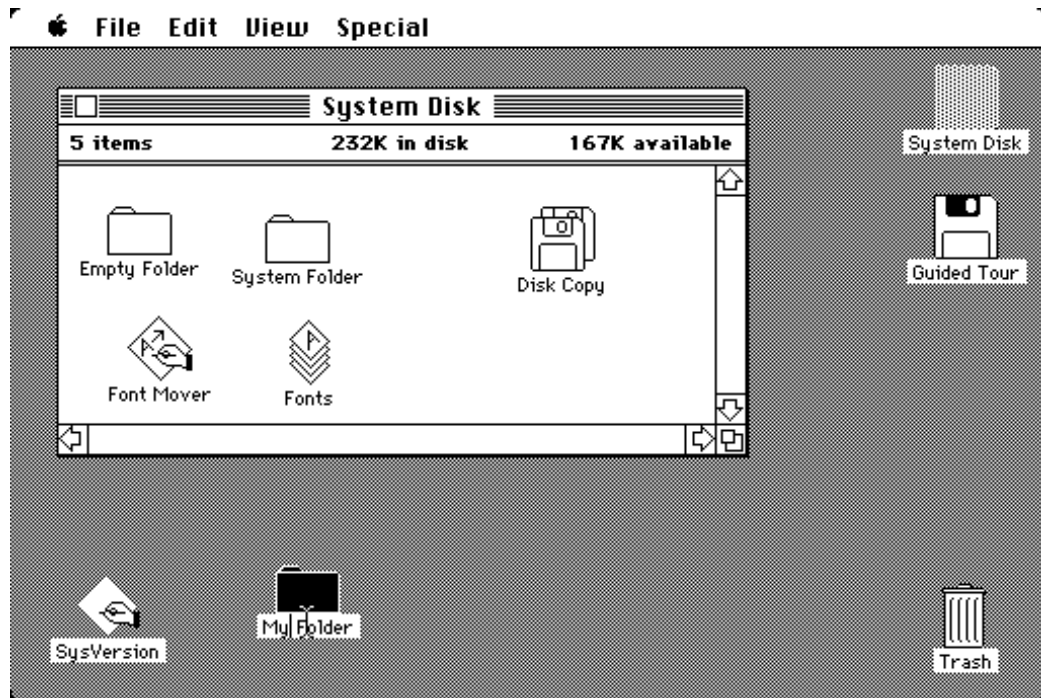 File Edit View Special
System Disk
5 items 232K in disk 167K available
Empty Folder
System Folder
Disk Copy
Font Mover
Fonts
System Disk
Guided Tour
SysVersion
My Folder
Trash